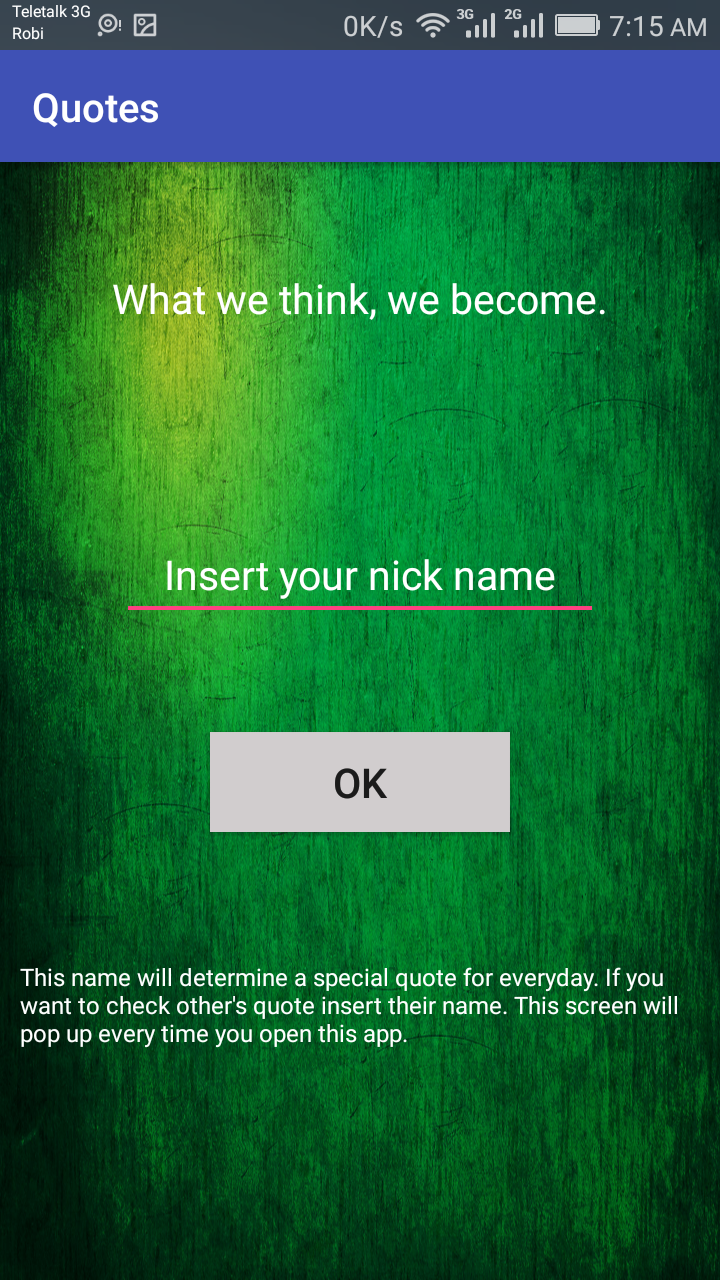 Teletalk 3G
Robi
0K/s 3G 2G 7:15 AM
Quotes
What we think, we become.
Insert your nick name
OK
This name will determine a special quote for everyday. If you
want to check other's quote insert their name. This screen will
pop up every time you open this app.